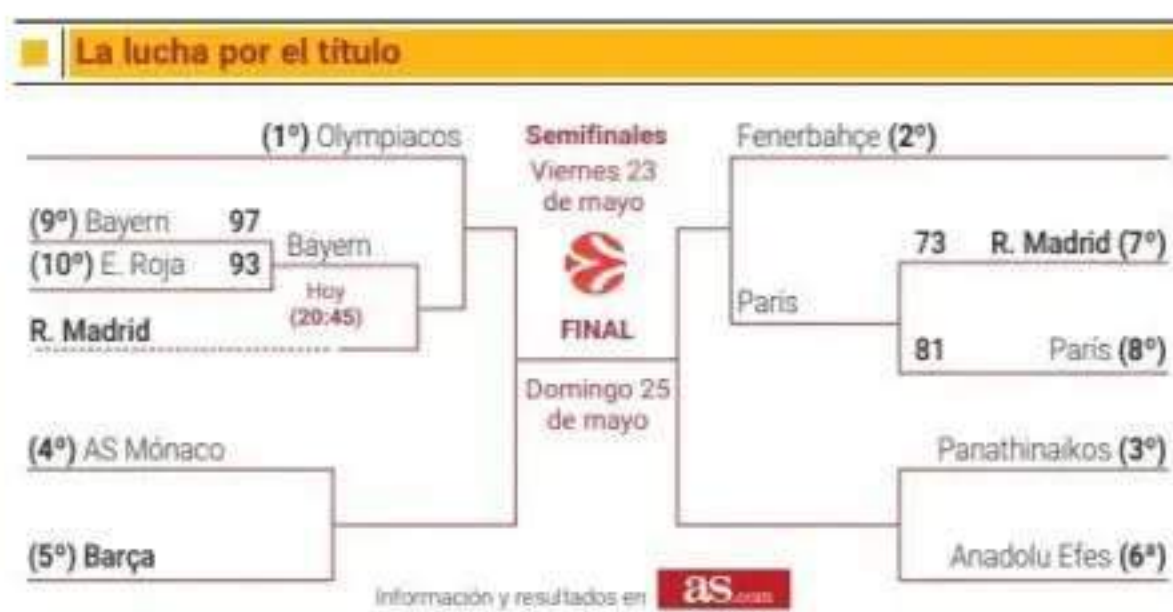 La lucha por el título
(1º) Olympiacos
(9º) Bayern 97
(10º) E. Roja 93
Bayern
Hoy
(20:45)
R. Madrid
(4º) AS Mónaco
(5º) Barça
Semifinales
Viernes 23
de mayo
FINAL
Domingo 25
de mayo
Fenerbahçe (2º)
73 R. Madrid (7º)
París
81 París (8º)
Panathinaikos (3º)
Anadolu Efes (6ª)
Información y resultados en as.com